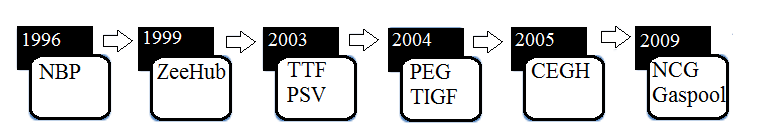 1996
NBP
1999
ZeeHub
2003
TTF
PSV
2004
PEG
TIGF
2005
CEGH
2009
NCG
Gaspool